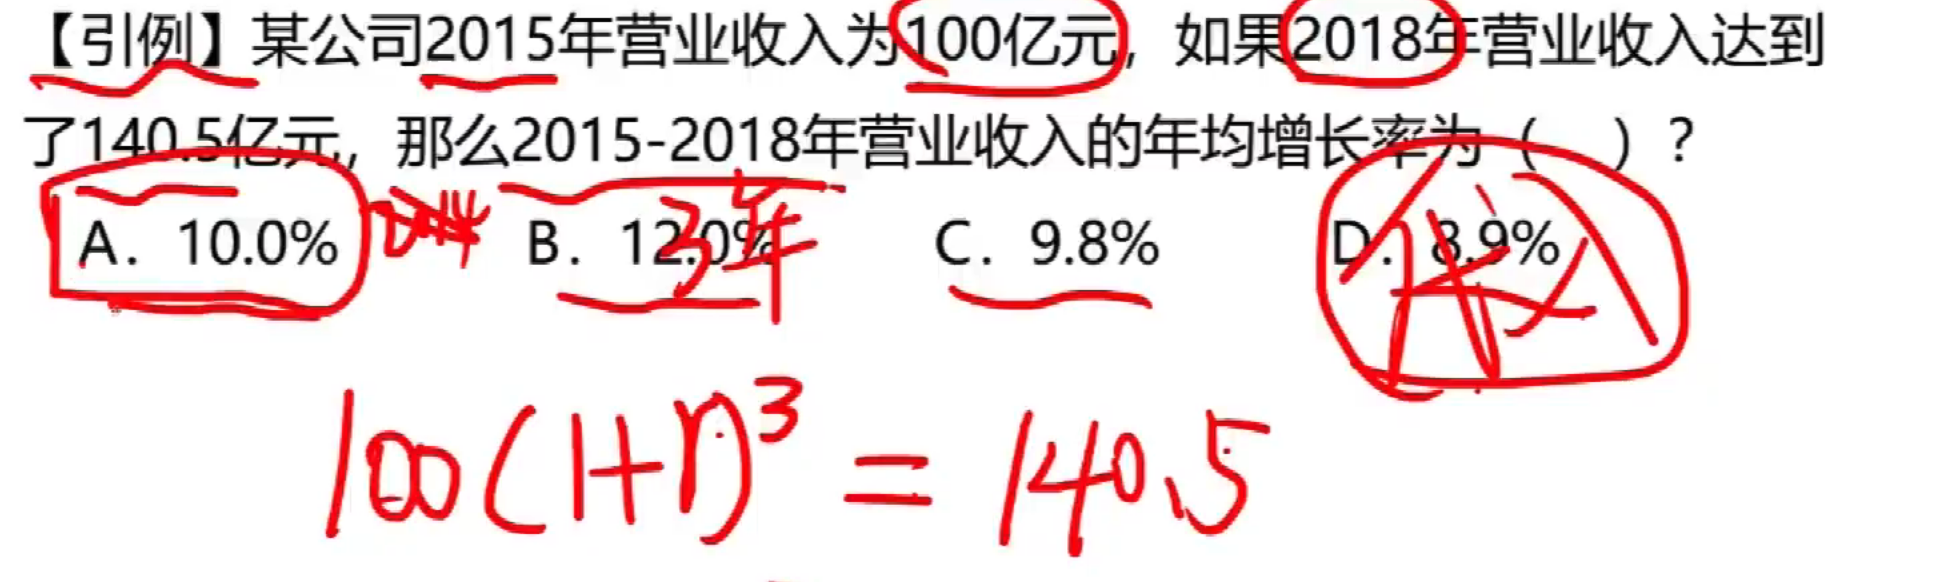 【引例】某公司2015年营业收入为100亿元，如果2018年营业收入达到
了140.5亿元，那么2015-2018年营业收入的年均增长率为（ ）？
A. 10.0% B. 12.0% C. 9.8% D. 8.9%
3年
代入
100(1+r)³ = 140.5